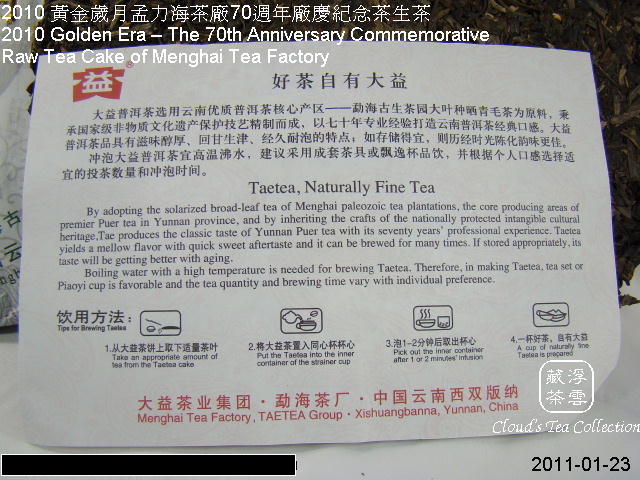 2010 黃金歲月孟力海茶廠70週年廠慶紀念茶生茶
2010 Golden Era – The 70th Anniversary Commemorative
Raw Tea Cake of Menghai Tea Factory
益
®
好茶自有大益
大益普洱茶选用云南优质普洱茶核心产区——勐海古生茶园大叶种晒青毛茶为原料，秉
承国家级非物质文化遗产保护技艺精制而成，以七十年专业经验打造云南普洱茶经典口感。大益
普洱茶品具有滋味醇厚、回甘生津、经久耐泡的特点；如存储得宜，则历经时光陈化韵味更佳。
冲泡大益普洱茶宜高温沸水，建议采用成套茶具或飘逸杯品饮，并根据个人口感选择适
宜的投茶数量和冲泡时间。
Taetea, Naturally Fine Tea
By adopting the solarized broad-leaf tea of Menghai paleozoic tea plantations, the core producing areas of
premier Puer tea in Yunnan province, and by inheriting the crafts of the nationally protected intangible cultural
heritage,Tae produces the classic taste of Yunnan Puer tea with its seventy years' professional experience. Taetea
yields a mellow flavor with quick sweet aftertaste and it can be brewed for many times. If stored appropriately, its
taste will be getting better with aging.
Boiling water with a high temperature is needed for brewing Taetea. Therefore, in making Taetea, tea set or
Piaoyi cup is favorable and the tea quantity and brewing time vary with individual preference.
饮用方法：
Tips for Brewing Taetea
1.从大益茶饼上取下适量茶叶
Take an appropriate amount of
tea from the Taetea cake
2.将大益茶置入同心杯杯心
Put the Taetea into the inner
container of the strainer cup
3.泡1-2分钟后取出杯心
Pick out the inner container
after 1 or 2 minutes' infusion
4.一杯好茶，自有大益
A cup of naturally fine
Taetea is prepared
大益茶业集团·勐海茶厂·中国云南西双版纳
Menghai Tea Factory, TAETEA Group · Xishuangbanna, Yunnan, China
浮雲藏茶
Cloud's Tea Collection
2011-01-23